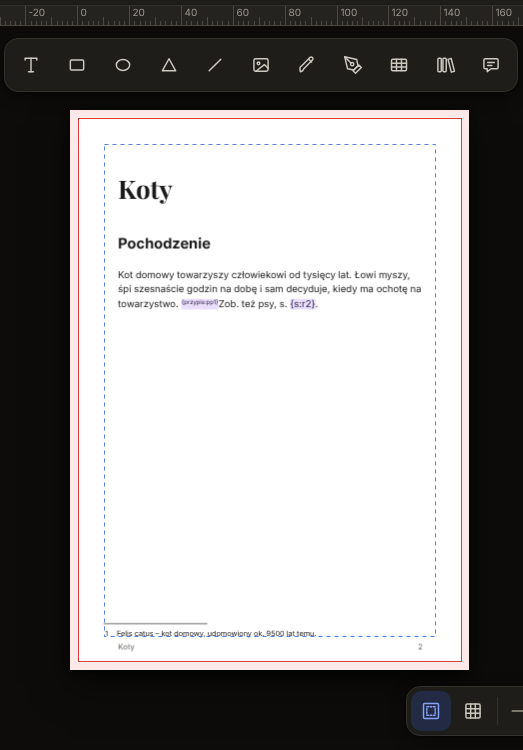 -20 0 20 40 60 80 100 120 140 160
Koty
Pochodzenie
Kot domowy towarzyszy człowiekowi od tysięcy lat. Łowi myszy,
śpi szesnaście godzin na dobę i sam decyduje, kiedy ma ochotę na
towarzystwo. {przypis:pp1}Zob. też psy, s. {s:r2}.
1 Felis catus – kot domowy, udomowiony ok. 9500 lat temu.
Koty 2